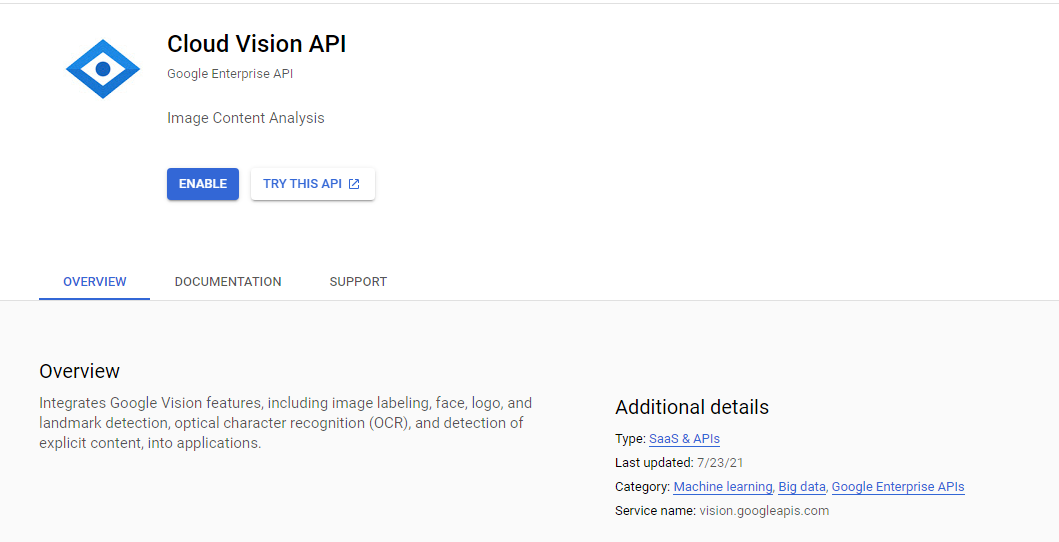 Cloud Vision API
Google Enterprise API
Image Content Analysis
ENABLE
TRY THIS API
OVERVIEW
DOCUMENTATION
SUPPORT
Overview
Integrates Google Vision features, including image labeling, face, logo, and
landmark detection, optical character recognition (OCR), and detection of
explicit content, into applications.
Additional details
Type: SaaS & APIs
Last updated: 7/23/21
Category: Machine learning, Big data, Google Enterprise APIs
Service name: vision.googleapis.com